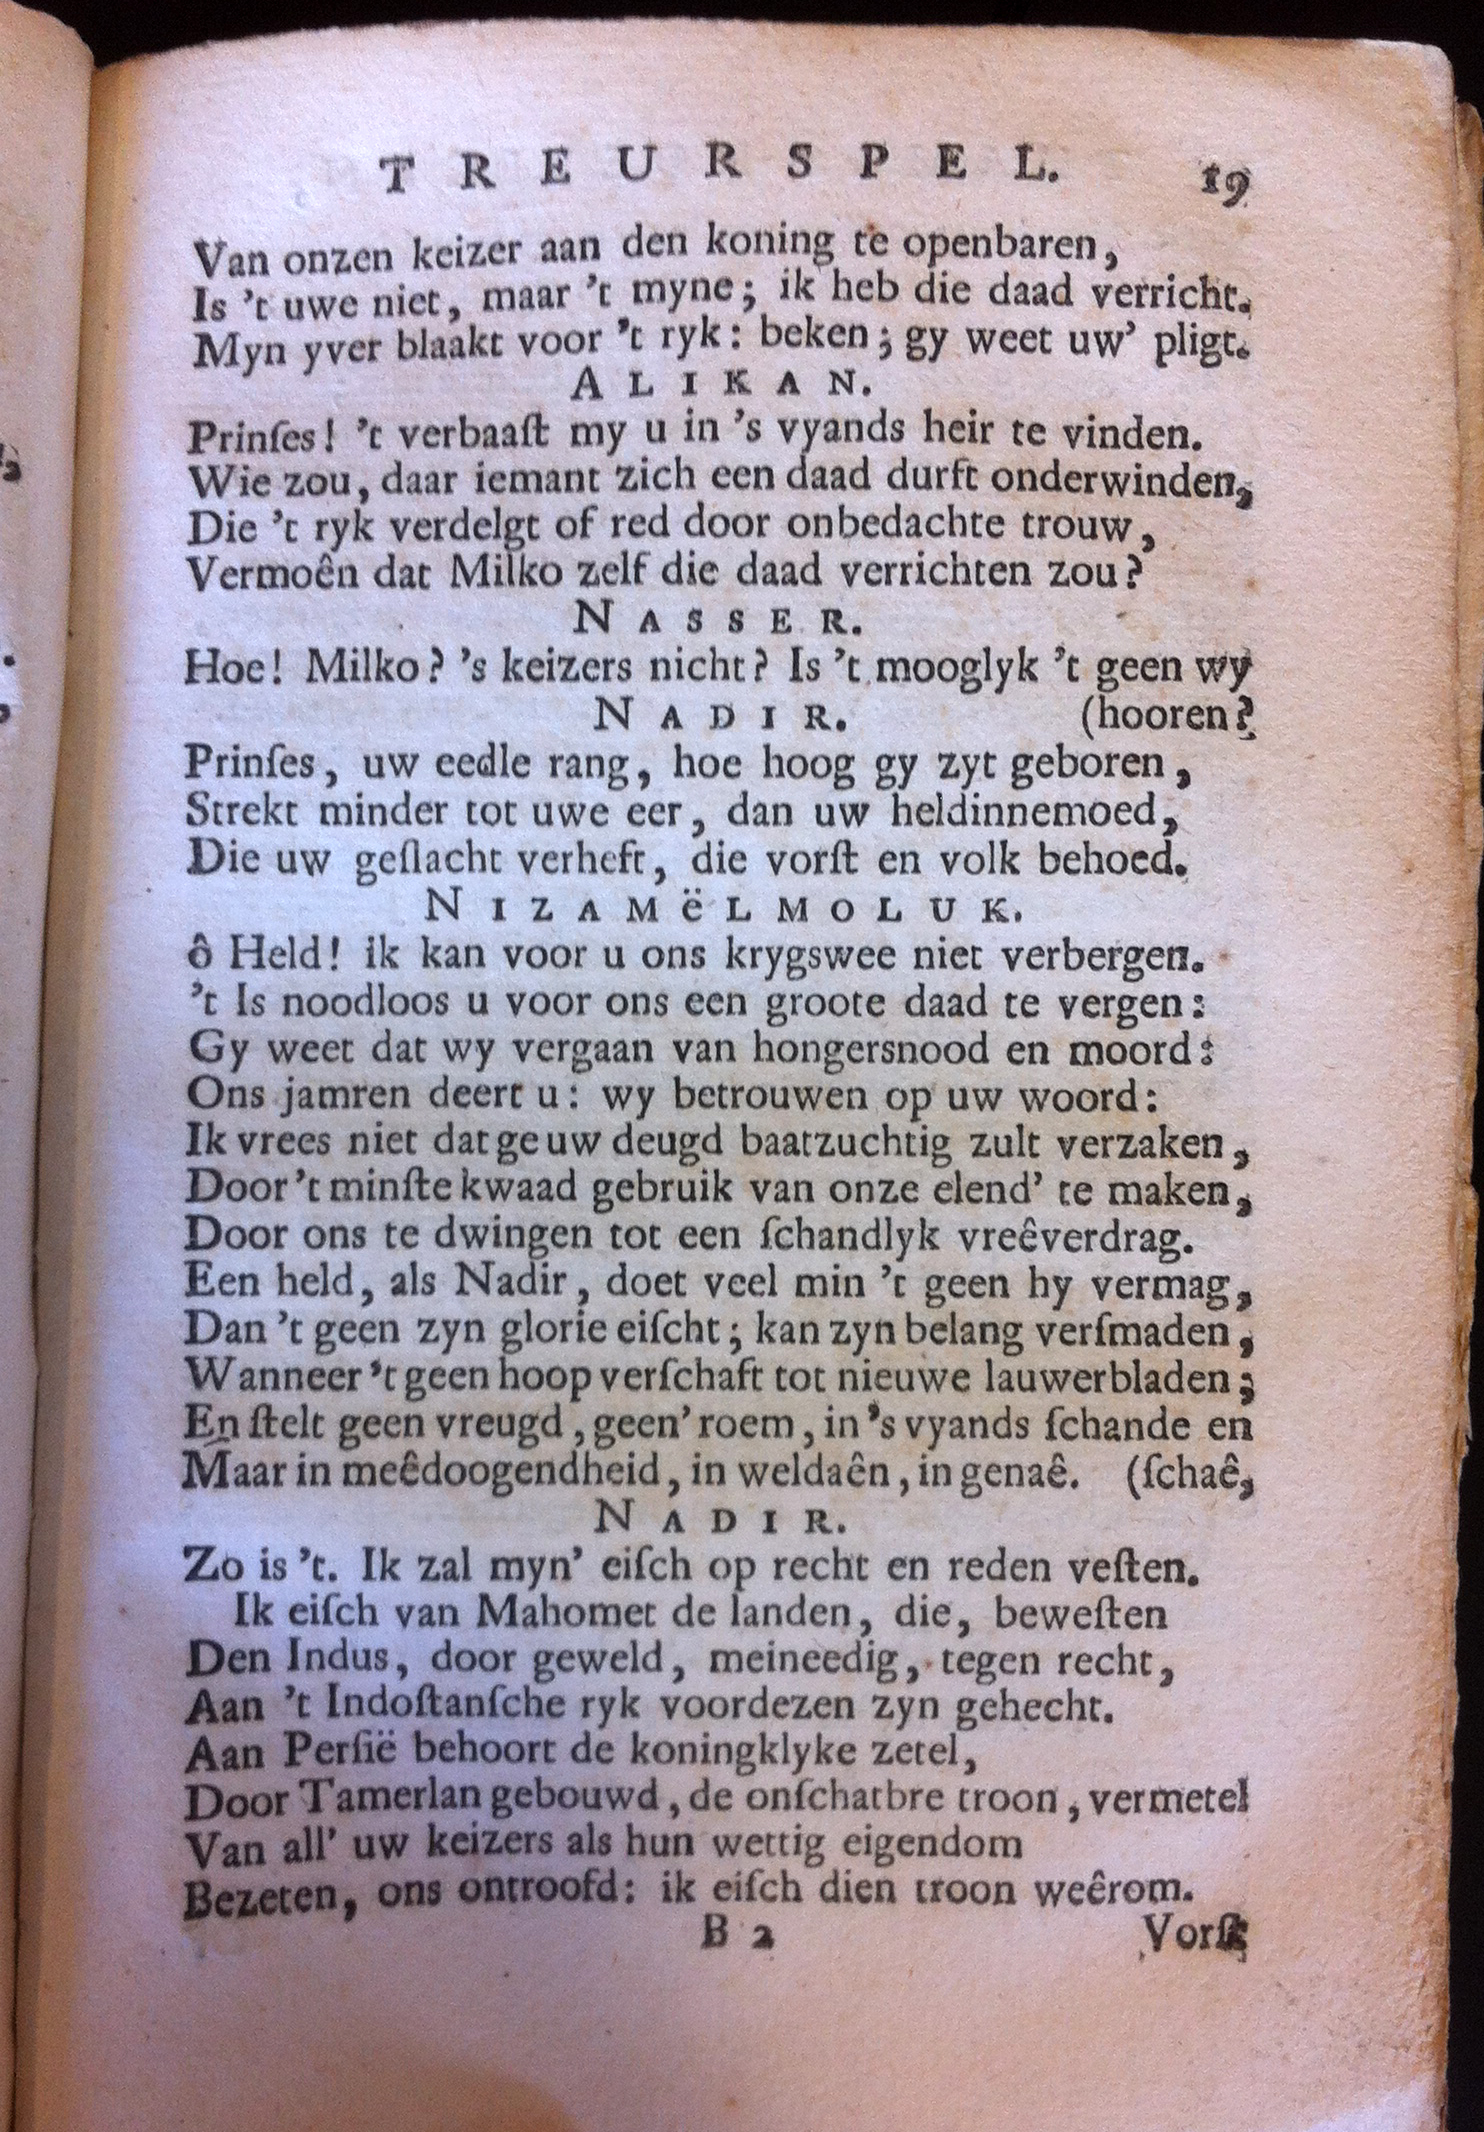 TREURSPEL. 19
Van onzen keizer aan den koning te openbaren,
Is 't uwe niet, maar 't myne; ik heb die daad verricht.
Myn yver blaakt voor 't ryk: beken; gy weet uw' pligt.
ALIKAN.
Prinſes! 't verbaaſt my u in 's vyands heir te vinden.
Wie zou, daar iemant zich een daad durft onderwinden,
Die 't ryk verdelgt of red door onbedachte trouw,
Vermoên dat Milko zelf die daad verrichten zou?
NASSER.
Hoe! Milko? 's keizers nicht? Is 't mooglyk 't geen wy
NADIR. (hooren?
Prinſes, uw eedle rang, hoe hoog gy zyt geboren,
Strekt minder tot uwe eer, dan uw heldinnemoed,
Die uw geſlacht verheft, die vorſt en volk behoed.
NIZAMëLMOLUK.
ô Held! ik kan voor u ons krygswee niet verbergen.
't Is noodloos u voor ons een groote daad te vergen:
Gy weet dat wy vergaan van hongersnood en moord:
Ons jamren deert u: wy betrouwen op uw woord:
Ik vrees niet dat ge uw deugd baatzuchtig zult verzaken,
Door 't minſte kwaad gebruik van onze elend' te maken,
Door ons te dwingen tot een ſchandlyk vreêverdrag.
Een held, als Nadir, doet veel min 't geen hy vermag,
Dan 't geen zyn glorie eiſcht; kan zyn belang verſmaden,
Wanneer 't geen hoop verſchaft tot nieuwe lauwerbladen;
En ſtelt geen vreugd, geen' roem, in 's vyands ſchande en
Maar in meêdoogendheid, in weldaên, in genaê. (ſchaê,
NADIR.
Zo is 't. Ik zal myn' eiſch op recht en reden veſten.
Ik eiſch van Mahomet de landen, die, beweſten
Den Indus, door geweld, meineedig, tegen recht,
Aan 't Indoſtanſche ryk voordezen zyn gehecht.
Aan Perſië behoort de koningklyke zetel,
Door Tamerlan gebouwd, de onſchatbre troon, vermetel
Van all' uw keizers als hun wettig eigendom
Bezeten, ons ontroofd: ik eiſch dien troon weêrom.
B 2 Vorſt